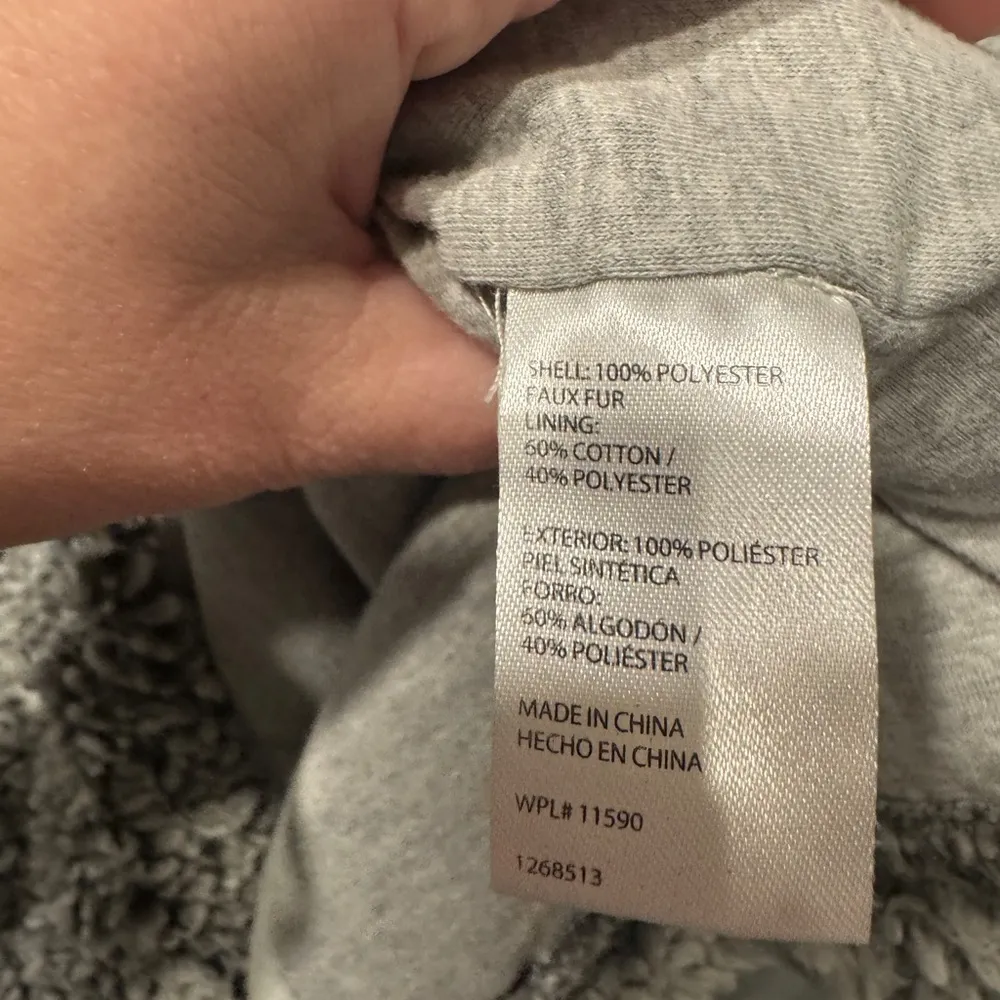 SHELL: 100% POLYESTER
FAUX FUR
LINING:
60% COTTON /
40% POLYESTER
EXTERIOR: 100% POLIÉSTER
PIEL SINTÉTICA
FORRO:
60% ALGODÓN /
40% POLIÉSTER
MADE IN CHINA
HECHO EN CHINA
WPL# 11590
1268513